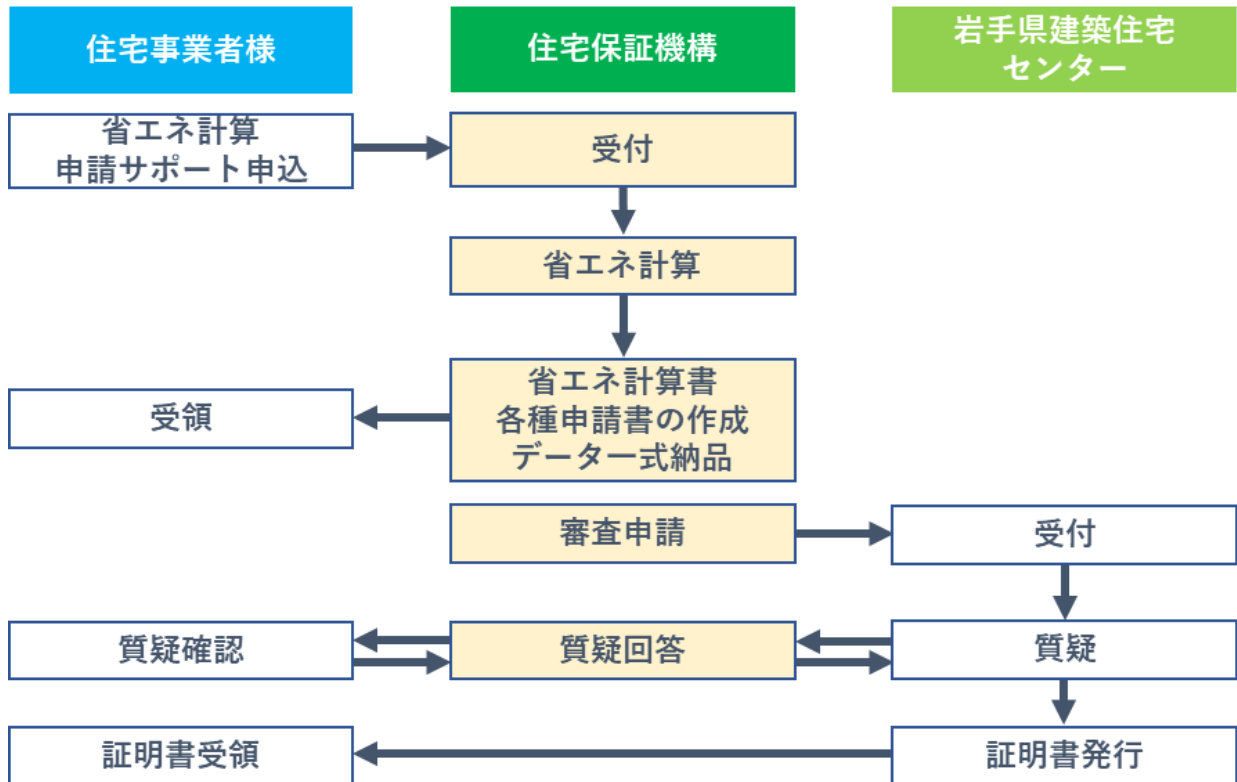 住宅事業者様
住宅保証機構
岩手県建築住宅
センター
省エネ計算
申請サポート申込
受付
省エネ計算
省エネ計算書
各種申請書の作成
データ一式納品
受領
審査申請
受付
質疑確認
質疑回答
質疑
証明書受領
証明書発行